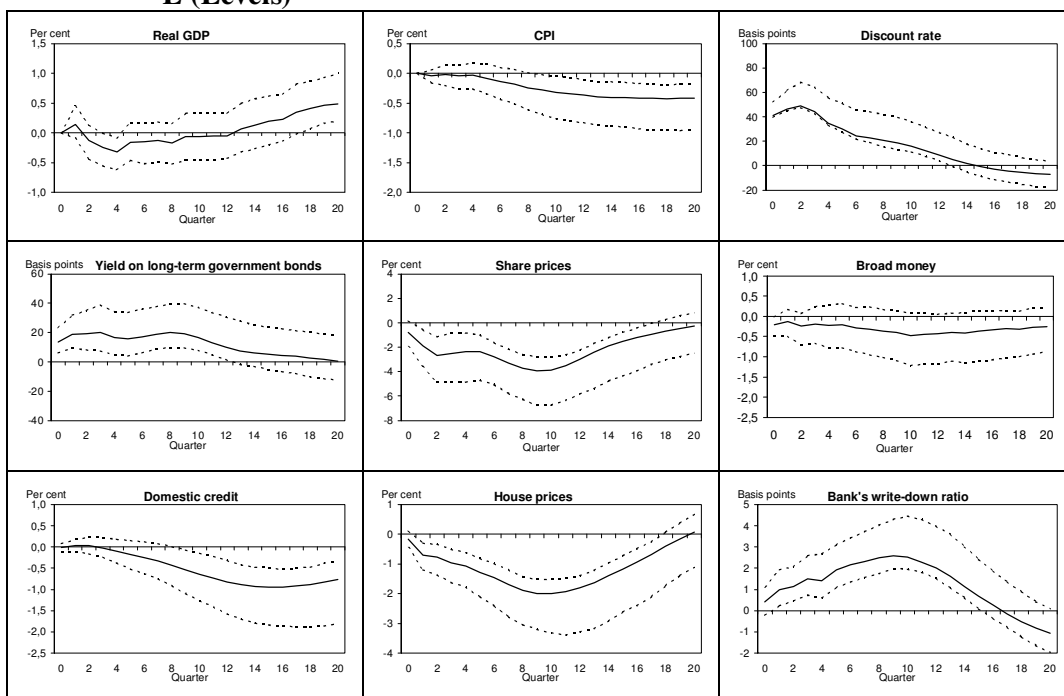 (Levels)
Per cent
Real GDP
1,5
1,0
0,5
0,0
-0,5
-1,0
0 2 4 6 8 10 12 14 16 18 20
Quarter
Per cent
CPI
0,5
0,0
-0,5
-1,0
-1,5
-2,0
0 2 4 6 8 10 12 14 16 18 20
Quarter
Basis points
Discount rate
100
80
60
40
20
0
-20
0 2 4 6 8 10 12 14 16 18 20
Quarter
Basis points
Yield on long-term government bonds
60
40
20
0
-20
-40
0 2 4 6 8 10 12 14 16 18 20
Quarter
Per cent
Share prices
4
2
0
-2
-4
-6
-8
0 2 4 6 8 10 12 14 16 18 20
Quarter
Per cent
Broad money
1,0
0,5
0,0
-0,5
-1,0
-1,5
-2,0
-2,5
0 2 4 6 8 10 12 14 16 18 20
Quarter
Per cent
Domestic credit
1,0
0,5
0,0
-0,5
-1,0
-1,5
-2,0
-2,5
0 2 4 6 8 10 12 14 16 18 20
Quarter
Per cent
House prices
1
0
-1
-2
-3
-4
0 2 4 6 8 10 12 14 16 18 20
Quarter
Basis points
Bank's write-down ratio
5
4
3
2
1
0
-1
-2
0 2 4 6 8 10 12 14 16 18 20
Quarter